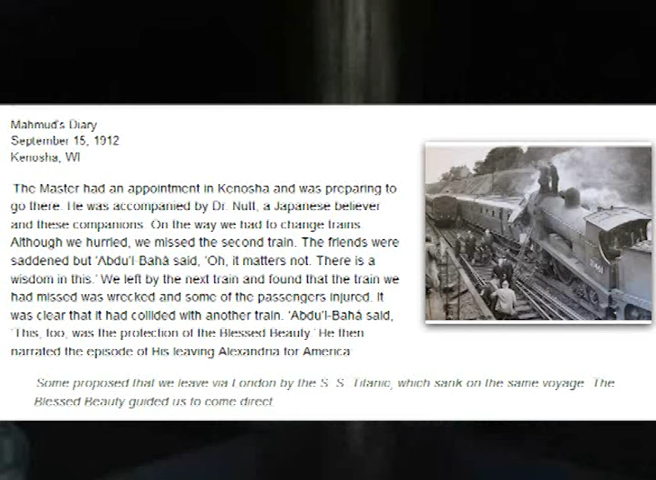 Mahmud's Diary
September 15, 1912
Kenosha, WI
The Master had an appointment in Kenosha and was preparing to
go there. He was accompanied by Dr. Nutt, a Japanese believer
and these companions. On the way we had to change trains.
Although we hurried, we missed the second train. The friends were
saddened but 'Abdu'l-Bahá said, 'Oh, it matters not. There is a
wisdom in this.' We left by the next train and found that the train we
had missed was wrecked and some of the passengers injured. It
was clear that it had collided with another train. 'Abdu'l-Bahá said,
'This, too, was the protection of the Blessed Beauty.' He then
narrated the episode of His leaving Alexandria for America
Some proposed that we leave via London by the S. S. Titanic, which sank on the same voyage. The
Blessed Beauty guided us to come direct.